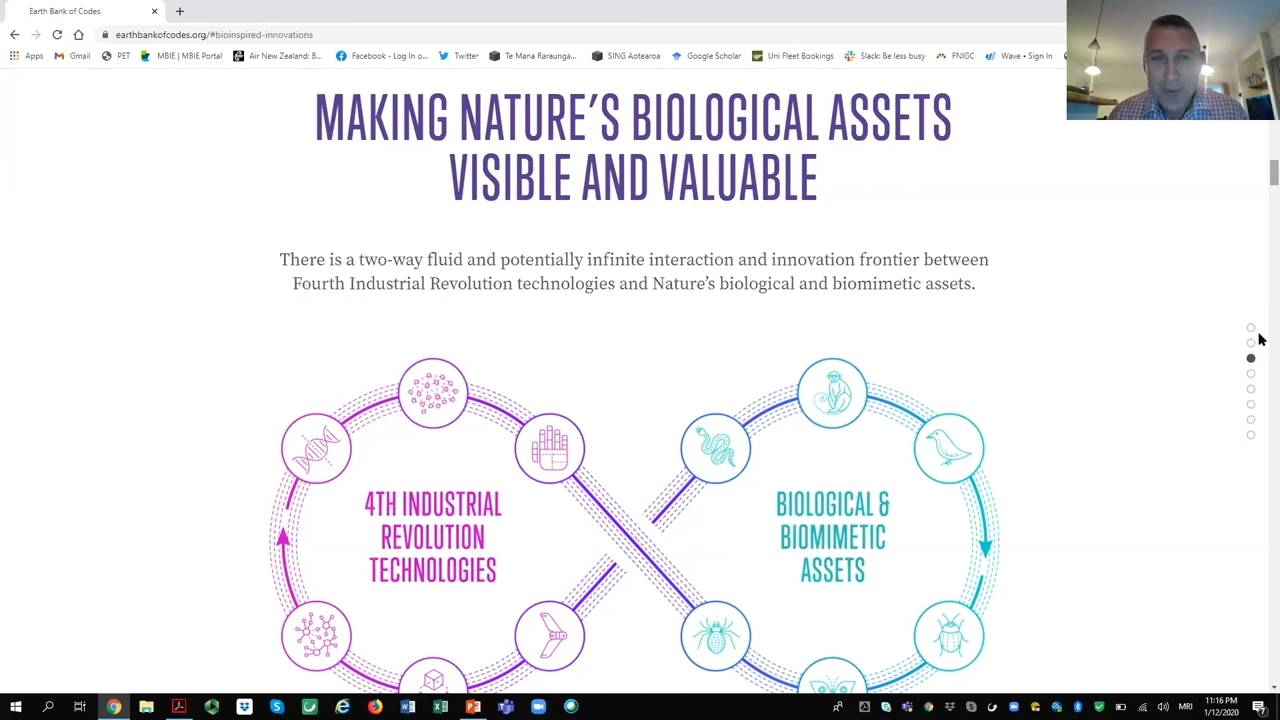 Earth Bank of Codes
earthbankofcodes.org/#bioinspired-innovations
Apps
Gmail
PET
MBIE | MBIE Portal
Air New Zealand: B...
Facebook - Log In o...
Twitter
Te Mana Raraunga...
SING Aotearoa
Google Scholar
Uni Fleet Bookings
Slack: Be less busy
FNIGC
Wave • Sign In
MAKING NATURE'S BIOLOGICAL ASSETS
VISIBLE AND VALUABLE
There is a two-way fluid and potentially infinite interaction and innovation frontier between
Fourth Industrial Revolution technologies and Nature's biological and biomimetic assets.
4TH INDUSTRIAL
REVOLUTION
TECHNOLOGIES
BIOLOGICAL &
BIOMIMETIC
ASSETS
MRI
11:16 PM
1/12/2020